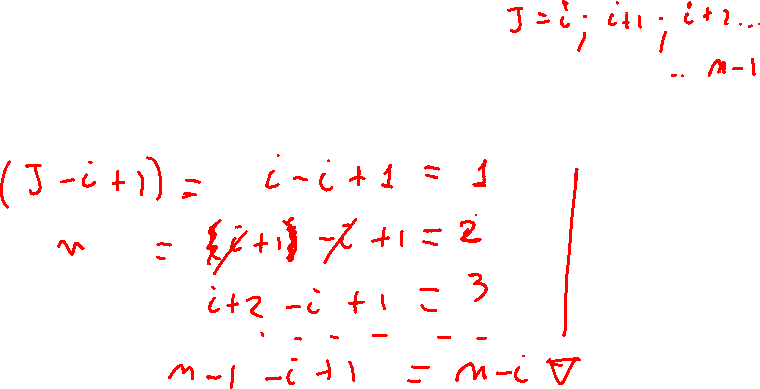 J = i; i+1; i+2...
.. n-1
(J-i+1) = i-i+1 = 1
n = (i+1)-i+1 = 2
i+2-i+1 = 3
n-1-i+1 = n-i